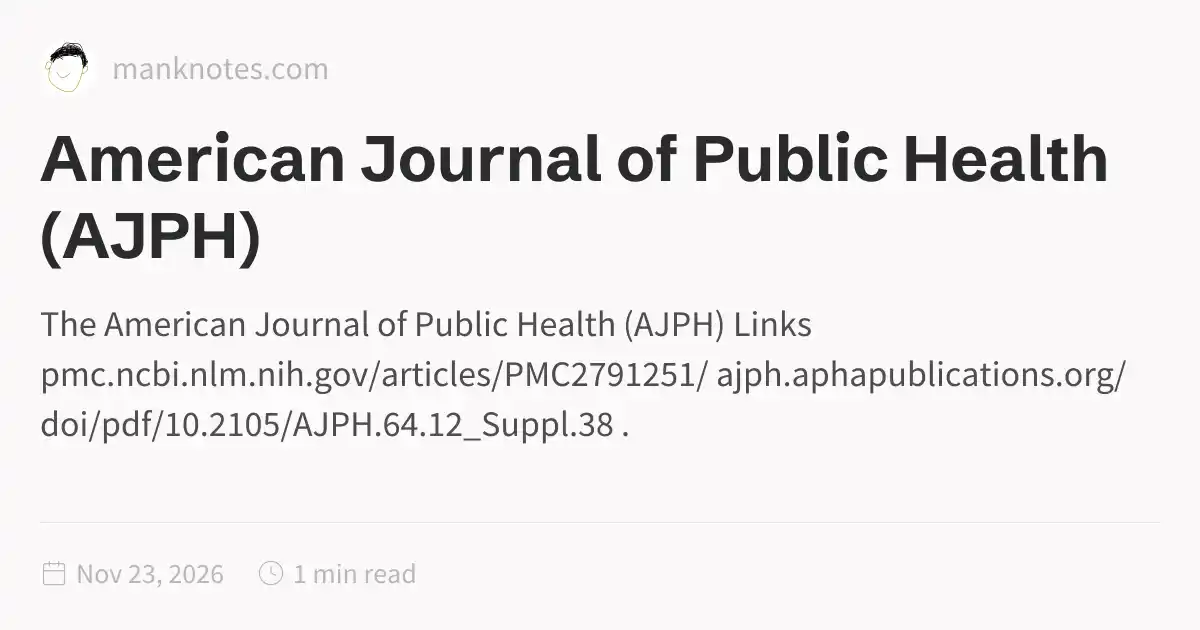 manknotes.com
American Journal of Public Health
(AJPH)
The American Journal of Public Health (AJPH) Links
pmc.ncbi.nlm.nih.gov/articles/PMC2791251/ ajph.aphapublications.org/
doi/pdf/10.2105/AJPH.64.12_Suppl.38 .
Nov 23, 2026 1 min read